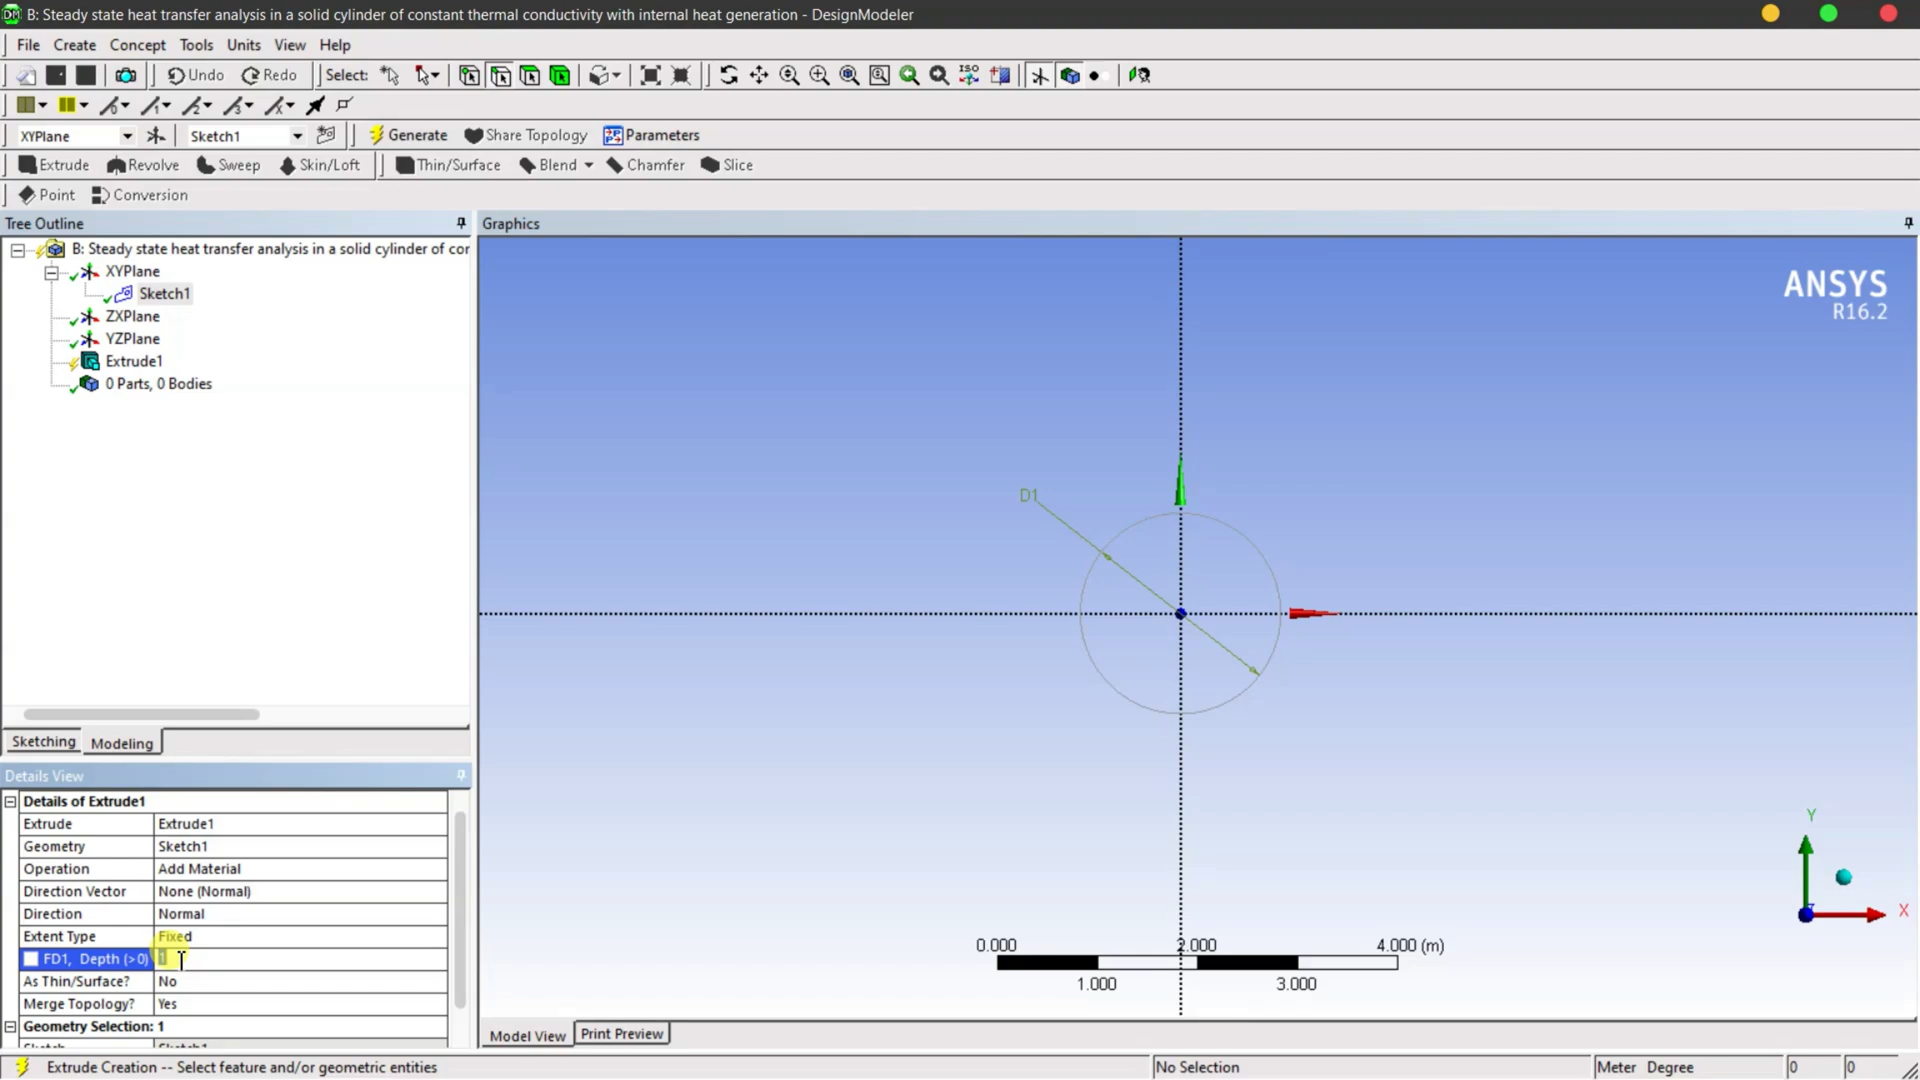 B: Steady state heat transfer analysis in a solid cylinder of constant thermal conductivity with internal heat generation - DesignModeler
File Create Concept Tools Units View Help
Undo Redo Select: ISO
XYPlane Sketch1 Generate Share Topology Parameters
Extrude Revolve Sweep Skin/Loft Thin/Surface Blend Chamfer Slice
Point Conversion
Tree Outline
B: Steady state heat transfer analysis in a solid cylinder of cor
XYPlane
Sketch1
ZXPlane
YZPlane
Extrude1
0 Parts, 0 Bodies
Sketching Modeling
Details View
Details of Extrude1
Extrude Extrude1
Geometry Sketch1
Operation Add Material
Direction Vector None (Normal)
Direction Normal
Extent Type Fixed
FD1, Depth (>0) 1
As Thin/Surface? No
Merge Topology? Yes
Geometry Selection: 1
Sketch Sketch1
Graphics
ANSYS
R16.2
D1
0.000 2.000 4.000 (m)
1.000 3.000
Y
X
Model View Print Preview
Extrude Creation -- Select feature and/or geometric entities No Selection Meter Degree 0 0